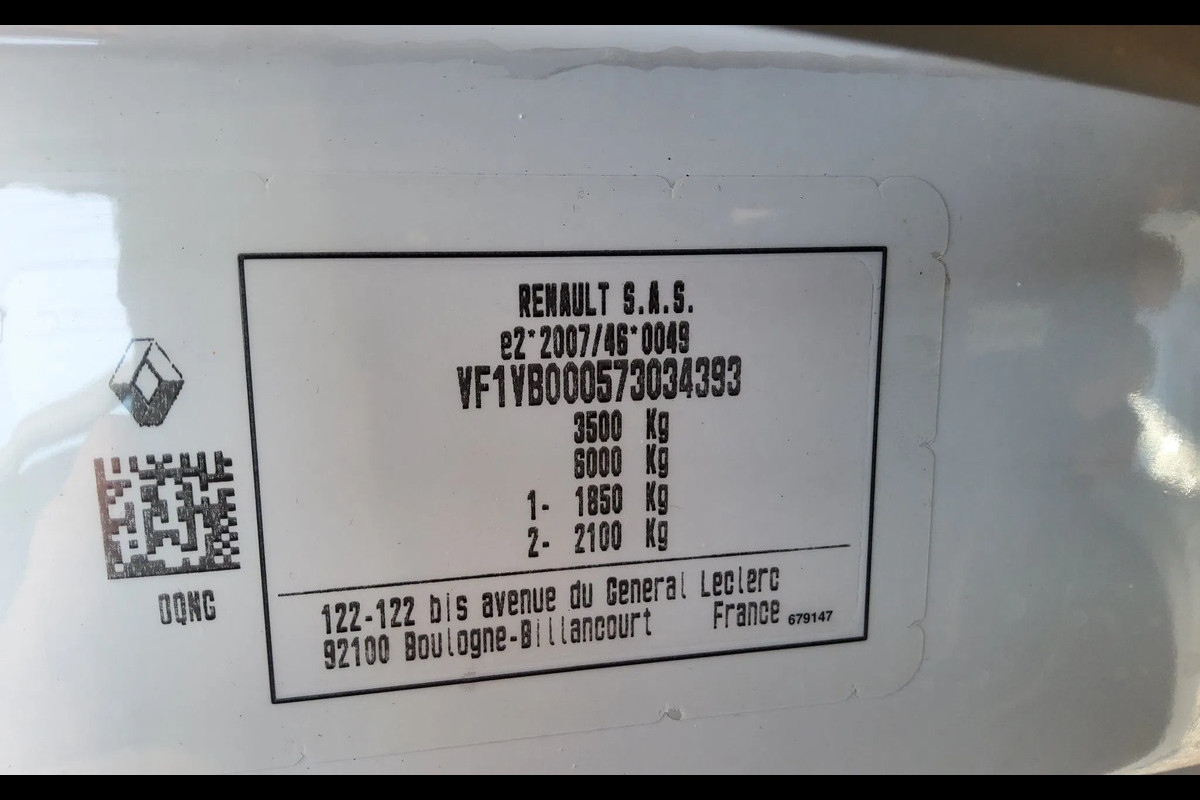 RENAULT S.A.S.
e2*2007/46*0049
VF1VB000573034393
3500 Kg
6000 Kg
1- 1850 Kg
2- 2100 Kg
122-122 bis avenue du General Leclerc
92100 Boulogne-Billancourt France 679147
OQNG